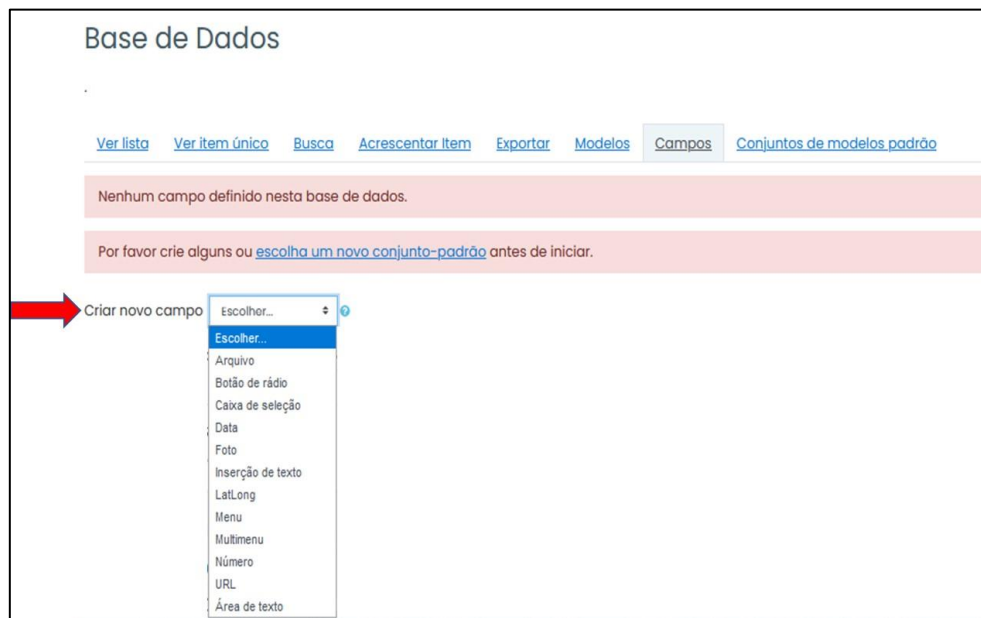 Base de Dados
.
Ver lista Ver item único Busca Acrescentar Item Exportar Modelos Campos Conjuntos de modelos padrão
Nenhum campo definido nesta base de dados.
Por favor crie alguns ou escolha um novo conjunto-padrão antes de iniciar.
Criar novo campo Escolher... ?
Escolher...
Arquivo
Botão de rádio
Caixa de seleção
Data
Foto
Inserção de texto
LatLong
Menu
Multimenu
Número
URL
Área de texto